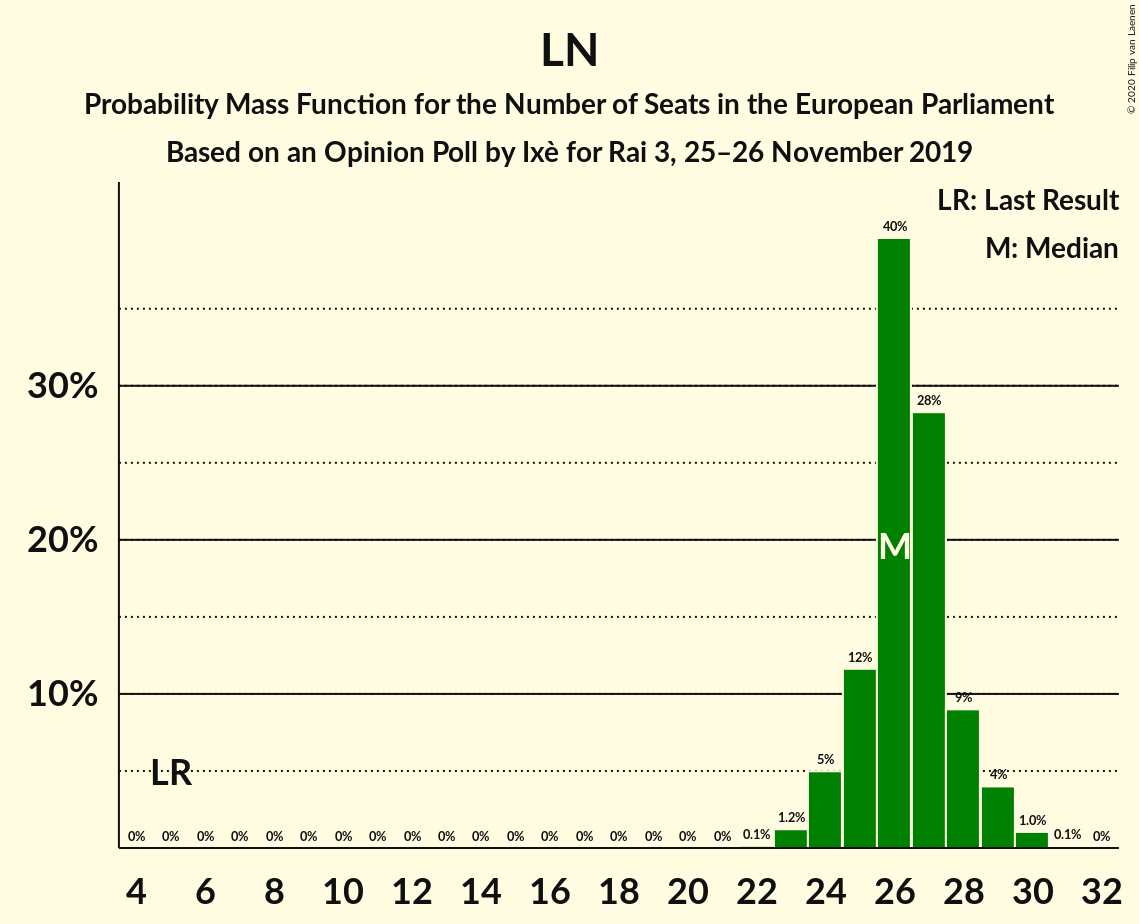 LN
Probability Mass Function for the Number of Seats in the European Parliament
Based on an Opinion Poll by Ixè for Rai 3, 25–26 November 2019
© 2020 Filip van Laenen
LR: Last Result
M: Median
40%
30%
28%
20%
M
12%
10%
9%
5%
LR
4%
0% 0% 0% 0% 0% 0% 0% 0% 0% 0% 0% 0% 0% 0% 0% 0% 0% 0% 0.1% 1.2% 1.0% 0.1% 0%
4 6 8 10 12 14 16 18 20 22 24 26 28 30 32